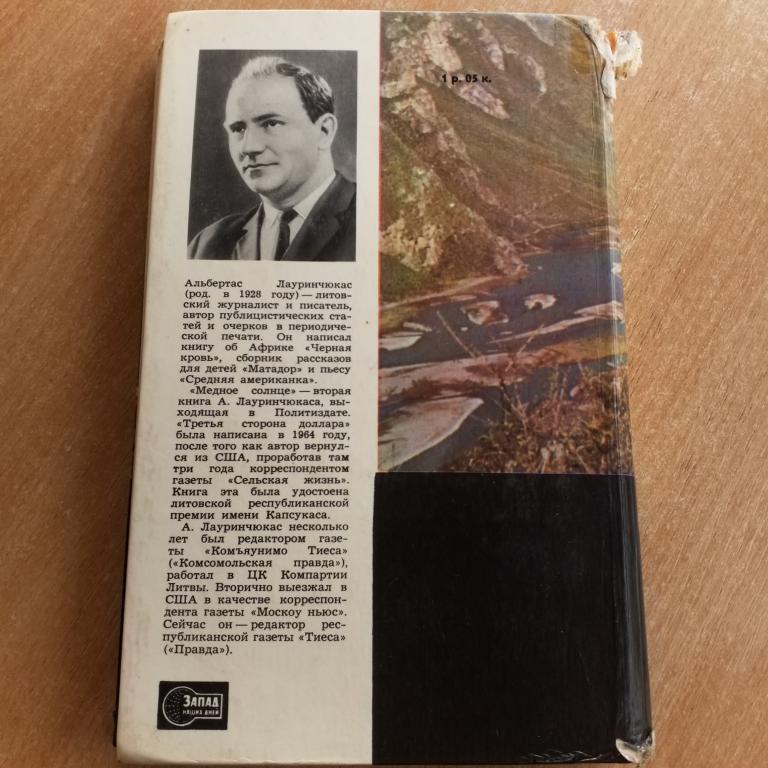 1 р. 05 к.
Альбертас Лауринчюкас
(род. в 1928 году) — литов-
ский журналист и писатель,
автор публицистических ста-
тей и очерков в периодиче-
ской печати. Он написал
книгу об Африке «Черная
кровь», сборник рассказов
для детей «Матадор» и пьесу
«Средняя американка».
«Медное солнце» — вторая
книга А. Лауринчюкаса, вы-
ходящая в Политиздате.
«Третья сторона доллара»
была написана в 1964 году,
после того как автор вернул-
ся из США, проработав там
три года корреспондентом
газеты «Сельская жизнь».
Книга эта была удостоена
литовской республиканской
премии имени Капсукаса.
А. Лауринчюкас несколько
лет был редактором газе-
ты «Комъяунимо Тиеса»
(«Комсомольская правда»),
работал в ЦК Компартии
Литвы. Вторично выезжал в
США в качестве корреспон-
дента газеты «Москоу ньюс».
Сейчас он — редактор рес-
публиканской газеты «Тиеса»
(«Правда»).
ЗАПАД
НАШИХ ДНЕЙ